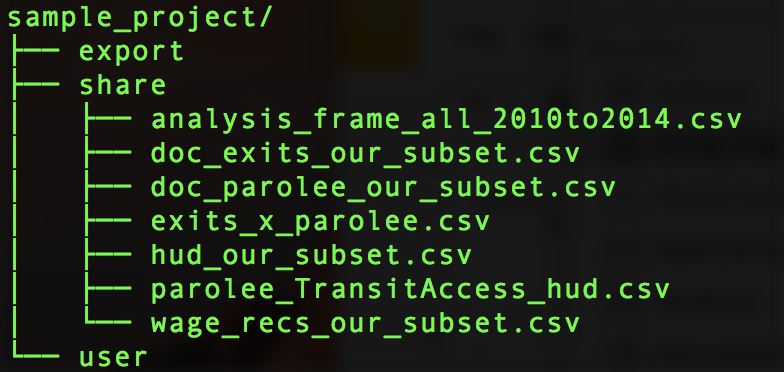 sample_project/
├── export
├── share
│   ├── analysis_frame_all_2010to2014.csv
│   ├── doc_exits_our_subset.csv
│   ├── doc_parolee_our_subset.csv
│   ├── exits_x_parolee.csv
│   ├── hud_our_subset.csv
│   ├── parolee_TransitAccess_hud.csv
│   └── wage_recs_our_subset.csv
└── user